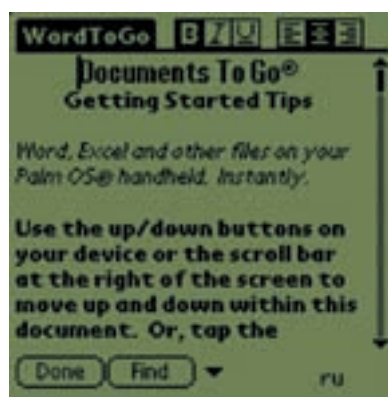 WordToGo B I U
Documents To Go®
Getting Started Tips
Word, Excel and other files on your
Palm OS® handheld. Instantly.
Use the up/down buttons on
your device or the scroll bar
at the right of the screen to
move up and down within this
document. Or, tap the
Done Find ru